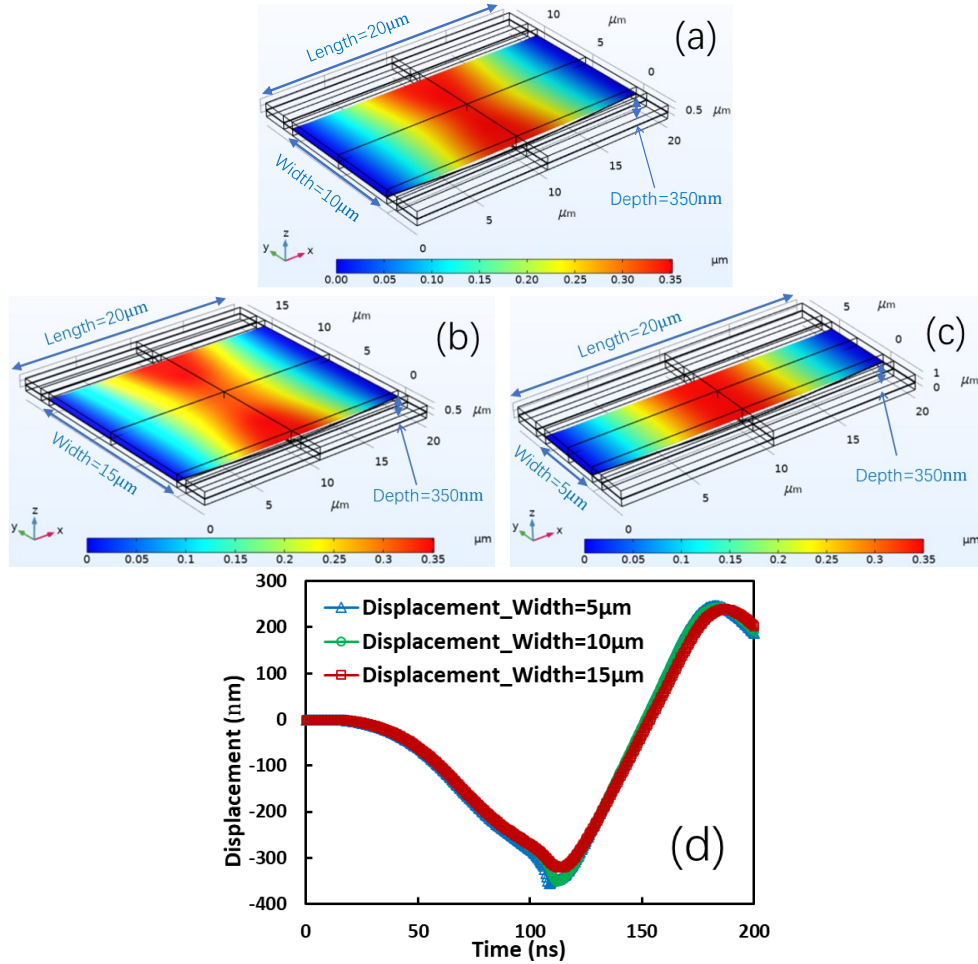 (a)
Length=20μm
10 μm
5
0
0.5 μm
20
15
10
5
0
Width=10μm
Depth=350nm
z
y x
μm
0.00 0.05 0.10 0.15 0.20 0.25 0.30 0.35
(b)
Length=20μm
15
10 μm
5
0
0.5 μm
20
15
10
5
0
Width=15μm
Depth=350nm
z
y x
μm
0 0.05 0.1 0.15 0.2 0.25 0.3 0.35
(c)
Length=20μm
5 μm
0
1 μm
0
20
15
10
5
0
μm
Width=5μm
Depth=350nm
z
y x
μm
0 0.05 0.1 0.15 0.2 0.25 0.3 0.35
(d)
Displacement_Width=5μm
Displacement_Width=10μm
Displacement_Width=15μm
Displacement (nm)
300
200
100
0
-100
-200
-300
-400
0 50 100 150 200
Time (ns)